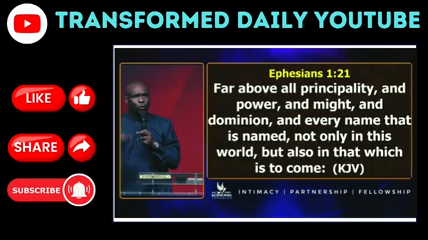 TRANSFORMED DAILY YOUTUBE
LIKE
SHARE
SUBSCRIBE
Ephesians 1:21
Far above all principality, and
power, and might, and
dominion, and every name that
is named, not only in this
world, but also in that which
is to come: (KJV)
INTIMACY | PARTNERSHIP | FELLOWSHIP